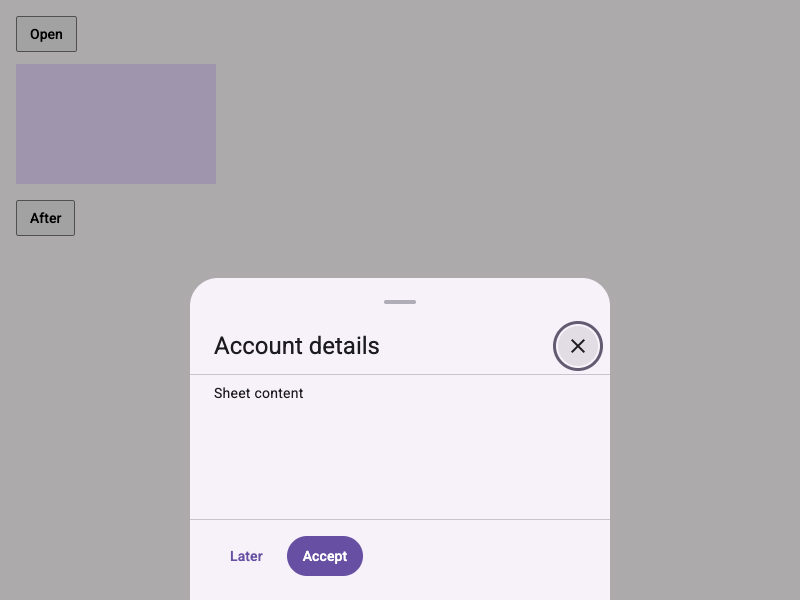 Open
After
Account details
Sheet content
Later
Accept